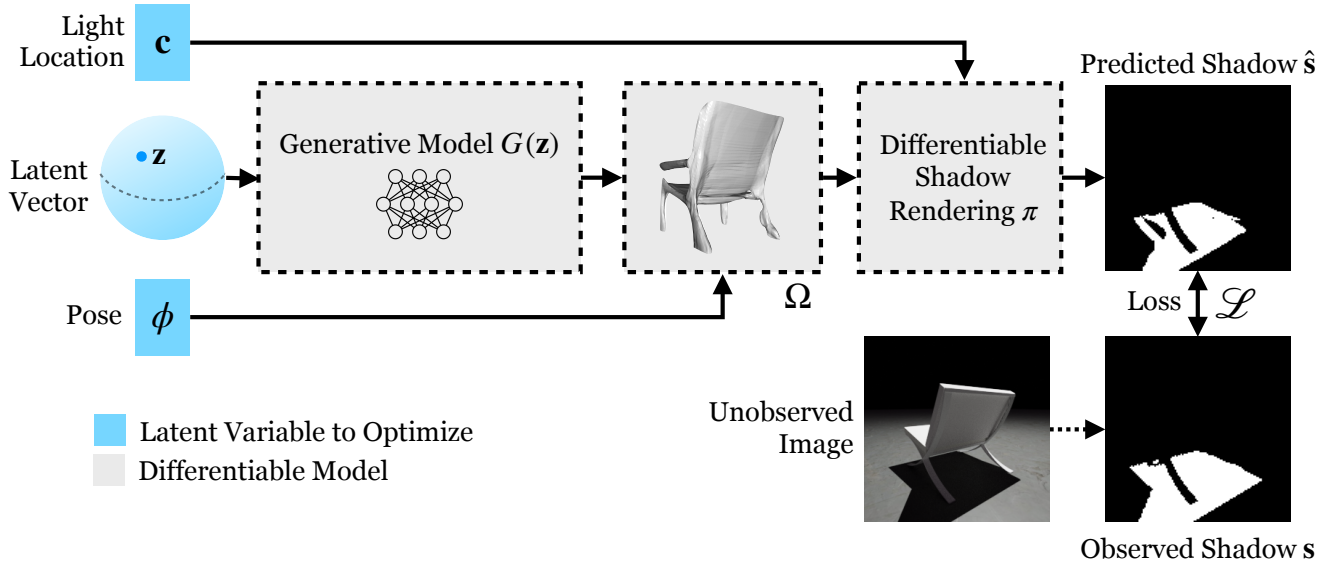 Light
Location
c
Predicted Shadow ŝ
Generative Model G(z)
Differentiable
Shadow
Rendering π
z
Latent
Vector
Ω
Pose
ϕ
Loss ℒ
Unobserved
Image
Latent Variable to Optimize
Differentiable Model
Observed Shadow s